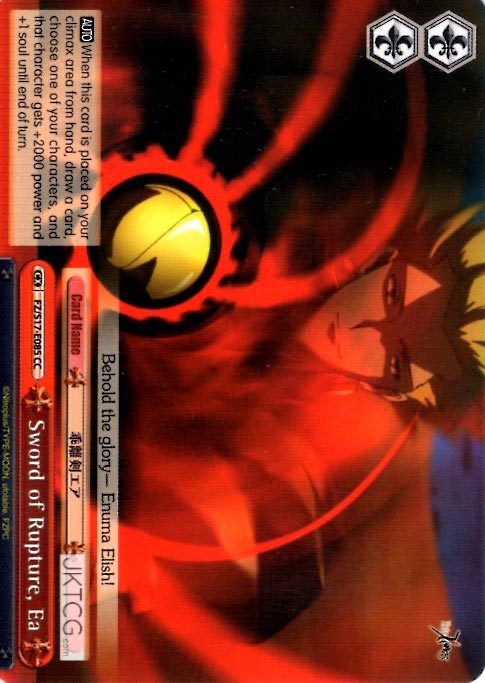 AUTO When this card is placed on your
climax area from hand, draw a card,
choose one of your characters, and
that character gets +2000 power and
+1 soul until end of turn.
Behold the glory— Enuma Elish!
Card Name
乖離剣エア
JKTCG.com
CX
FZ/S17-E085 CC
Sword of Rupture, Ea
©Nitroplus/TYPE-MOON, ufotable, FZPC